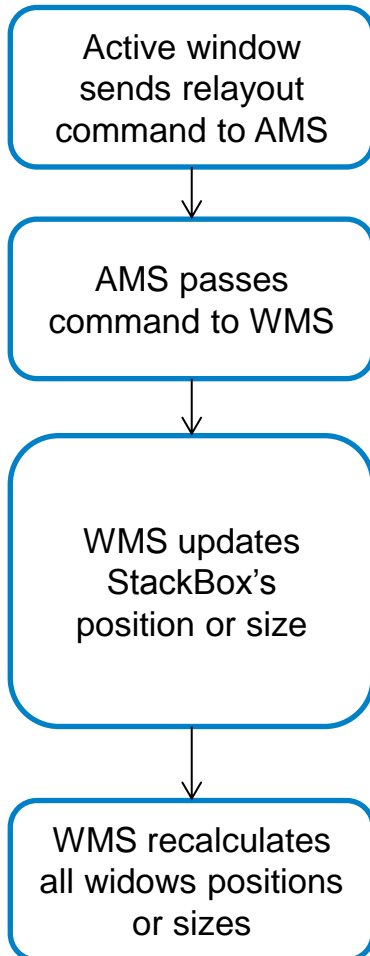 Active window
sends relayout
command to AMS
AMS passes
command to WMS
WMS updates
StackBox’s
position or size
WMS recalculates
all widows positions
or sizes